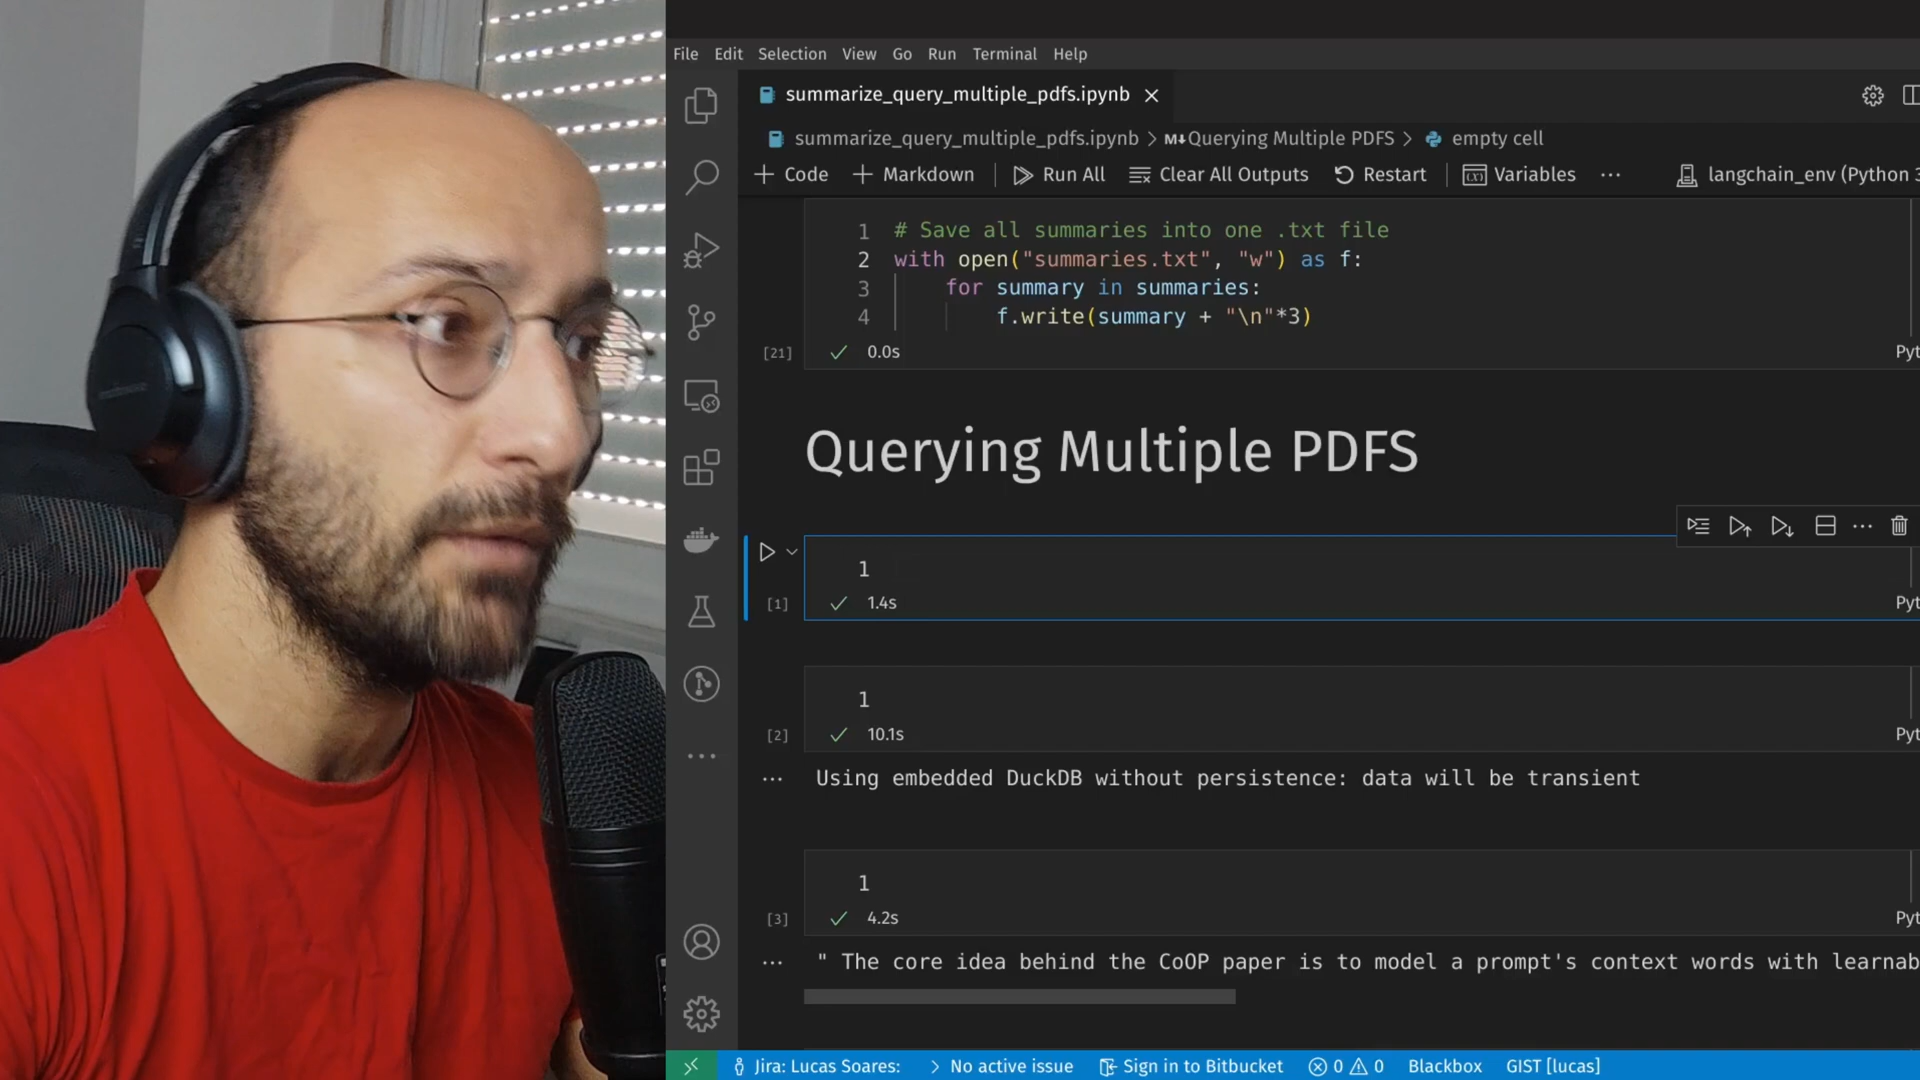 File Edit Selection View Go Run Terminal Help
summarize_query_multiple_pdfs.ipynb
summarize_query_multiple_pdfs.ipynb > M↓Querying Multiple PDFS > empty cell
+ Code + Markdown Run All Clear All Outputs Restart Variables ... langchain_env (Python 3
1 # Save all summaries into one .txt file
2 with open("summaries.txt", "w") as f:
3 for summary in summaries:
4 f.write(summary + "\n"*3)
[21] ✓ 0.0s Pyt
Querying Multiple PDFS
1
[1] ✓ 1.4s Pyt
1
[2] ✓ 10.1s Pyt
... Using embedded DuckDB without persistence: data will be transient
1
[3] ✓ 4.2s Pyt
... " The core idea behind the CoOP paper is to model a prompt's context words with learnab
Jira: Lucas Soares: > No active issue Sign in to Bitbucket 0 0 Blackbox GIST [lucas]